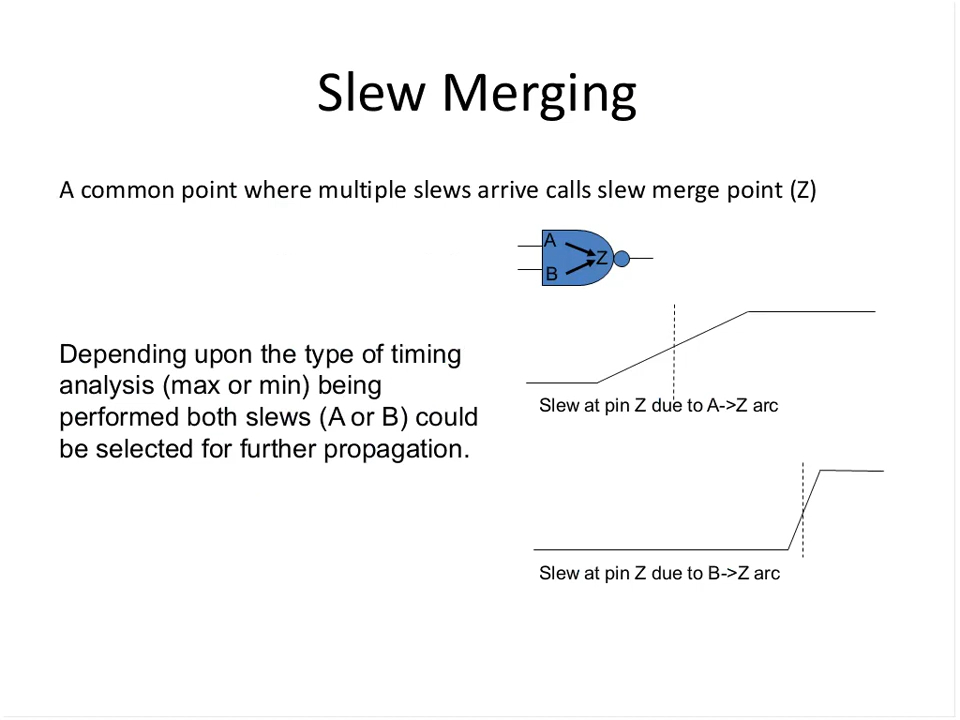 Slew Merging
A common point where multiple slews arrive calls slew merge point (Z)
A
Z
B
Depending upon the type of timing
analysis (max or min) being
performed both slews (A or B) could
be selected for further propagation.
Slew at pin Z due to A->Z arc
Slew at pin Z due to B->Z arc